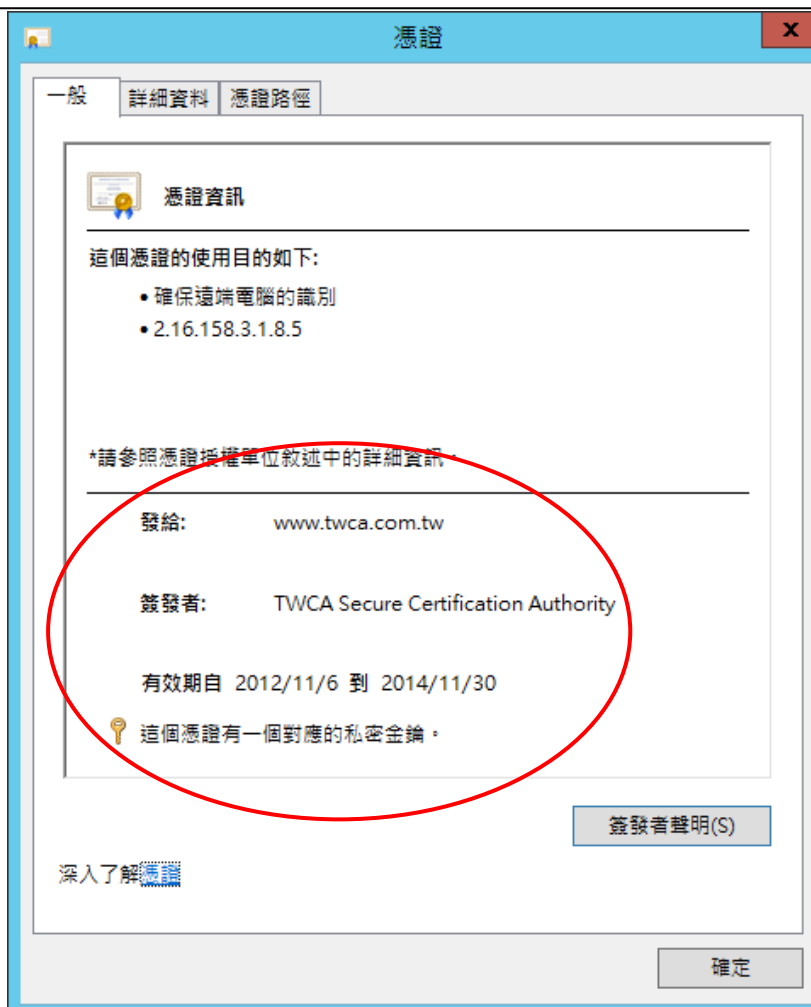 憑證
x
一般 詳細資料 憑證路徑
憑證資訊
這個憑證的使用目的如下:
• 確保遠端電腦的識別
• 2.16.158.3.1.8.5
*請參照憑證授權單位敘述中的詳細資訊。
發給: www.twca.com.tw
簽發者: TWCA Secure Certification Authority
有效期自 2012/11/6 到 2014/11/30
這個憑證有一個對應的私密金鑰。
簽發者聲明(S)
深入了解憑證
確定